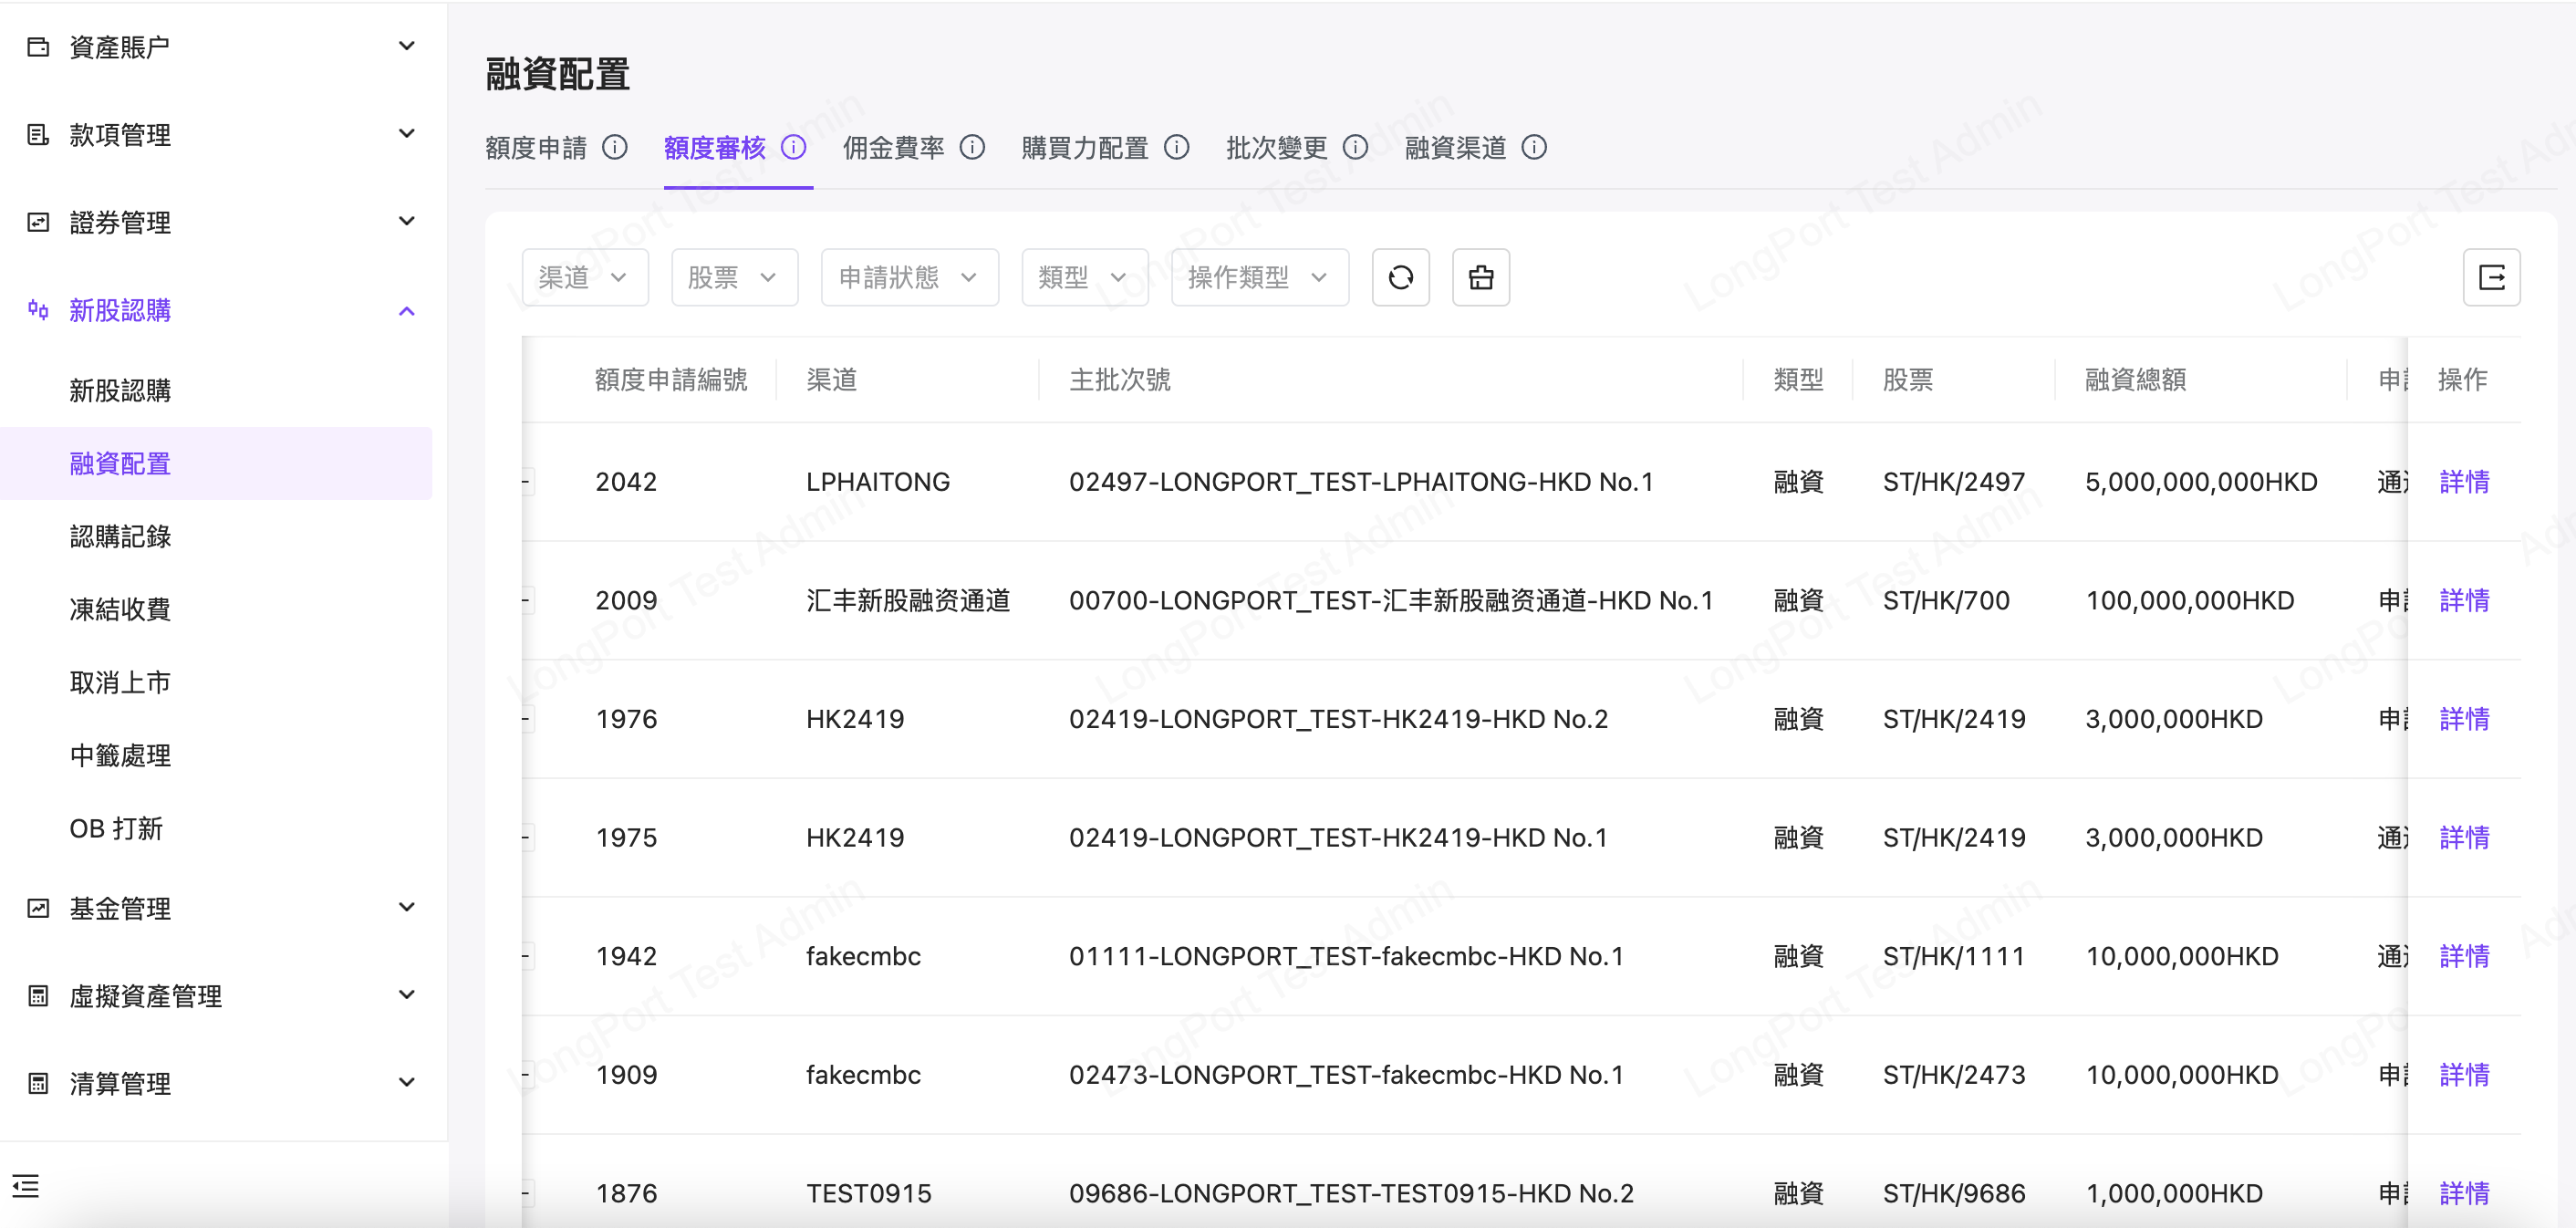 資產賬户
款項管理
證券管理
新股認購
新股認購
融資配置
認購記錄
凍結收費
取消上市
中籤處理
OB 打新
基金管理
虛擬資產管理
清算管理
融資配置
額度申請 額度審核 佣金費率 購買力配置 批次變更 融資渠道
渠道 股票 申請狀態 類型 操作類型
額度申請編號 渠道 主批次號 類型 股票 融資總額 申 操作
2042 LPHAITONG 02497-LONGPORT_TEST-LPHAITONG-HKD No.1 融資 ST/HK/2497 5,000,000,000HKD 通 詳情
2009 汇丰新股融资通道 00700-LONGPORT_TEST-汇丰新股融资通道-HKD No.1 融資 ST/HK/700 100,000,000HKD 申 詳情
1976 HK2419 02419-LONGPORT_TEST-HK2419-HKD No.2 融資 ST/HK/2419 3,000,000HKD 申 詳情
1975 HK2419 02419-LONGPORT_TEST-HK2419-HKD No.1 融資 ST/HK/2419 3,000,000HKD 通 詳情
1942 fakecmbc 01111-LONGPORT_TEST-fakecmbc-HKD No.1 融資 ST/HK/1111 10,000,000HKD 通 詳情
1909 fakecmbc 02473-LONGPORT_TEST-fakecmbc-HKD No.1 融資 ST/HK/2473 10,000,000HKD 申 詳情
1876 TEST0915 09686-LONGPORT_TEST-TEST0915-HKD No.2 融資 ST/HK/9686 1,000,000HKD 申 詳情
LongPort Test Admin